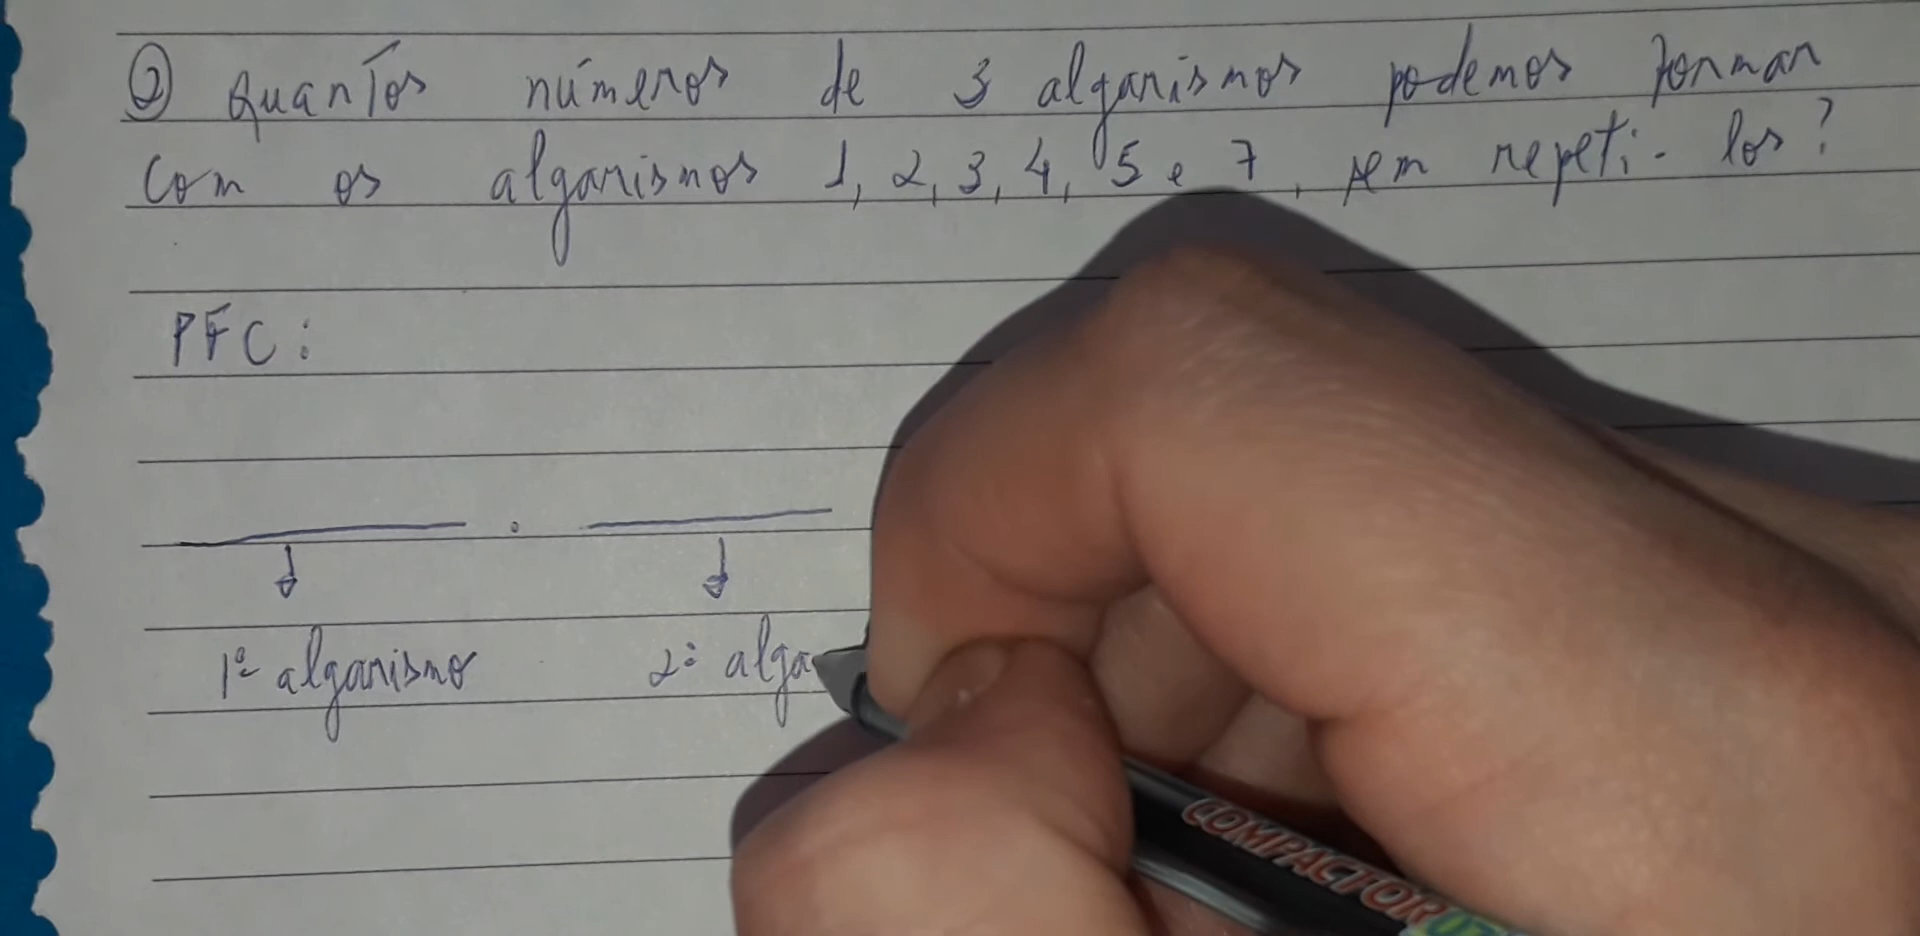 ② Quantos números de 3 algarismos podemos formar
com os algarismos 1, 2, 3, 4, 5 e 7, sem repeti-los?
PFC:
.
1º algarismo 2º alga
COMPACTOR